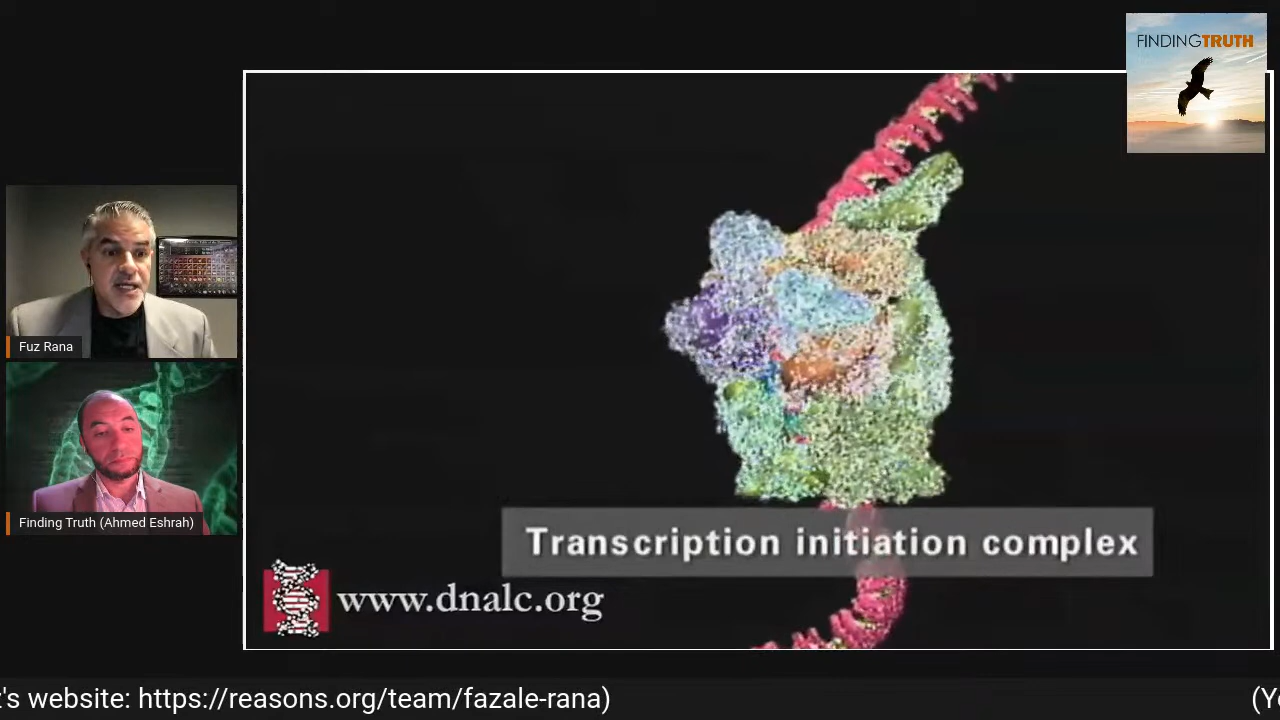 FINDINGTRUTH
Fuz Rana
Finding Truth (Ahmed Eshrah)
Transcription initiation complex
www.dnalc.org
's website: https://reasons.org/team/fazale-rana)